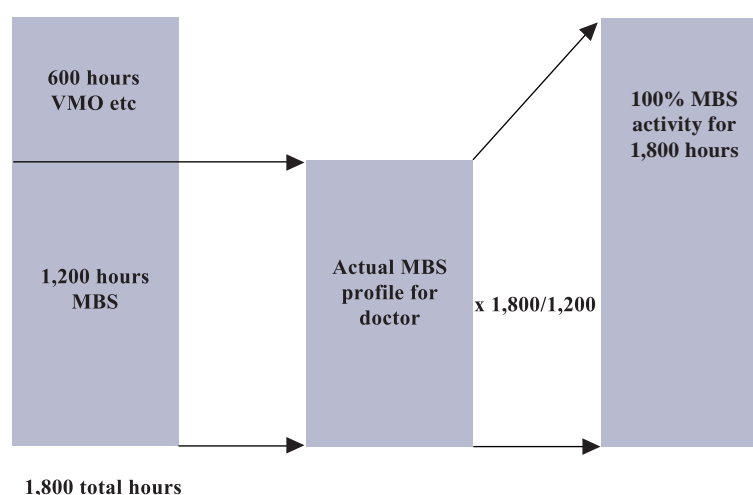 600 hours
VMO etc
1,200 hours
MBS
1,800 total hours
Actual MBS
profile for
doctor
x 1,800/1,200
100% MBS
activity for
1,800 hours